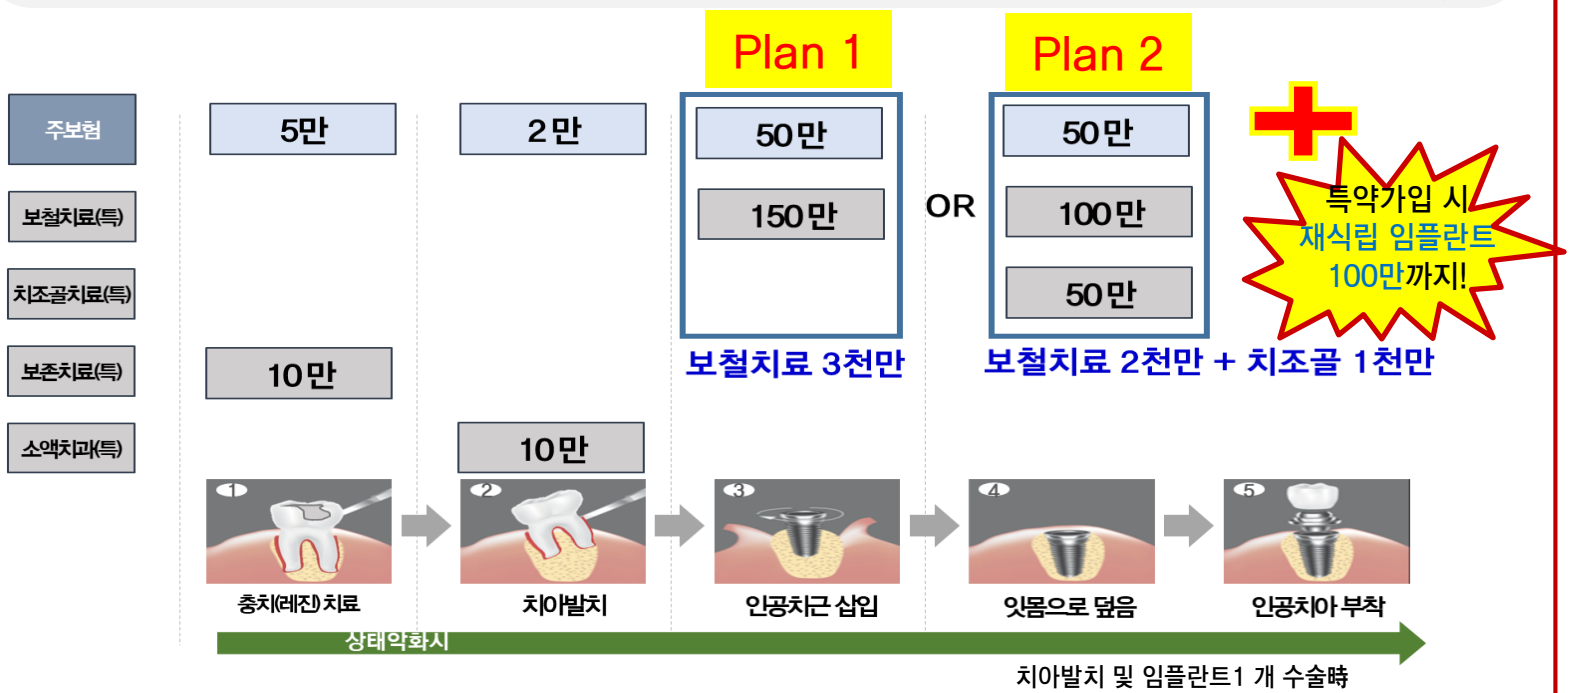 Plan 1
Plan 2
주보험
5만
2만
50만
50만
보철치료(특)
150만
OR
100만
특약가입 시
재식립 임플란트
100만까지!
치조골치료(특)
50만
보철치료 3천만
보철치료 2천만 + 치조골 1천만
보존치료(특)
10만
소액치과(특)
10만
1
2
3
4
5
충치(레진) 치료
치아발치
인공치근 삽입
잇몸으로 덮음
인공치아 부착
상태악화시
치아발치 및 임플란트1 개 수술時